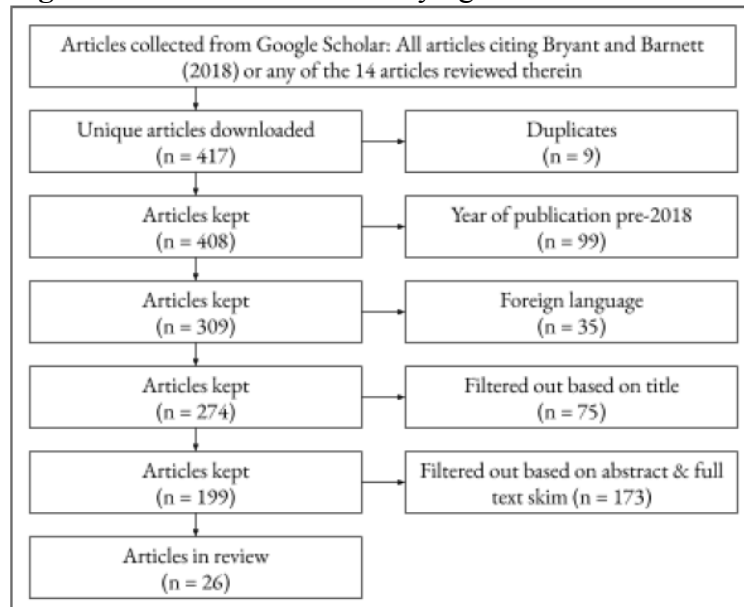 Articles collected from Google Scholar: All articles citing Bryant and Barnett
(2018) or any of the 14 articles reviewed therein
Unique articles downloaded
(n = 417)
Duplicates
(n = 9)
Articles kept
(n = 408)
Year of publication pre-2018
(n = 99)
Articles kept
(n = 309)
Foreign language
(n = 35)
Articles kept
(n = 274)
Filtered out based on title
(n = 75)
Articles kept
(n = 199)
Filtered out based on abstract & full
text skim (n = 173)
Articles in review
(n = 26)